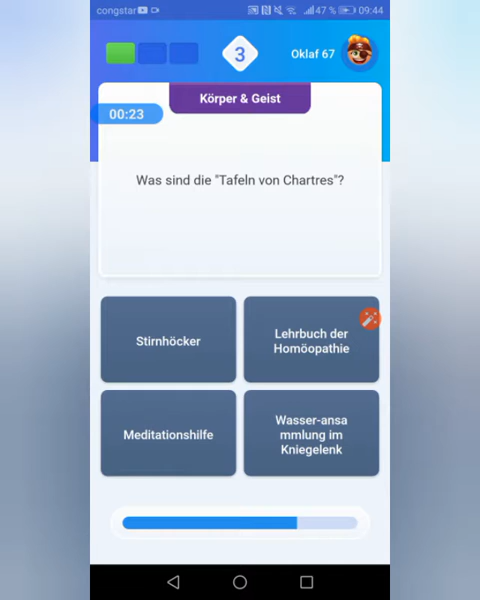 congstar 47 % 09:44
3 Oklaf 67
Körper & Geist
00:23
Was sind die "Tafeln von Chartres"?
Stirnhöcker
Lehrbuch der
Homöopathie
Meditationshilfe
Wasser-ansa
mmlung im
Kniegelenk